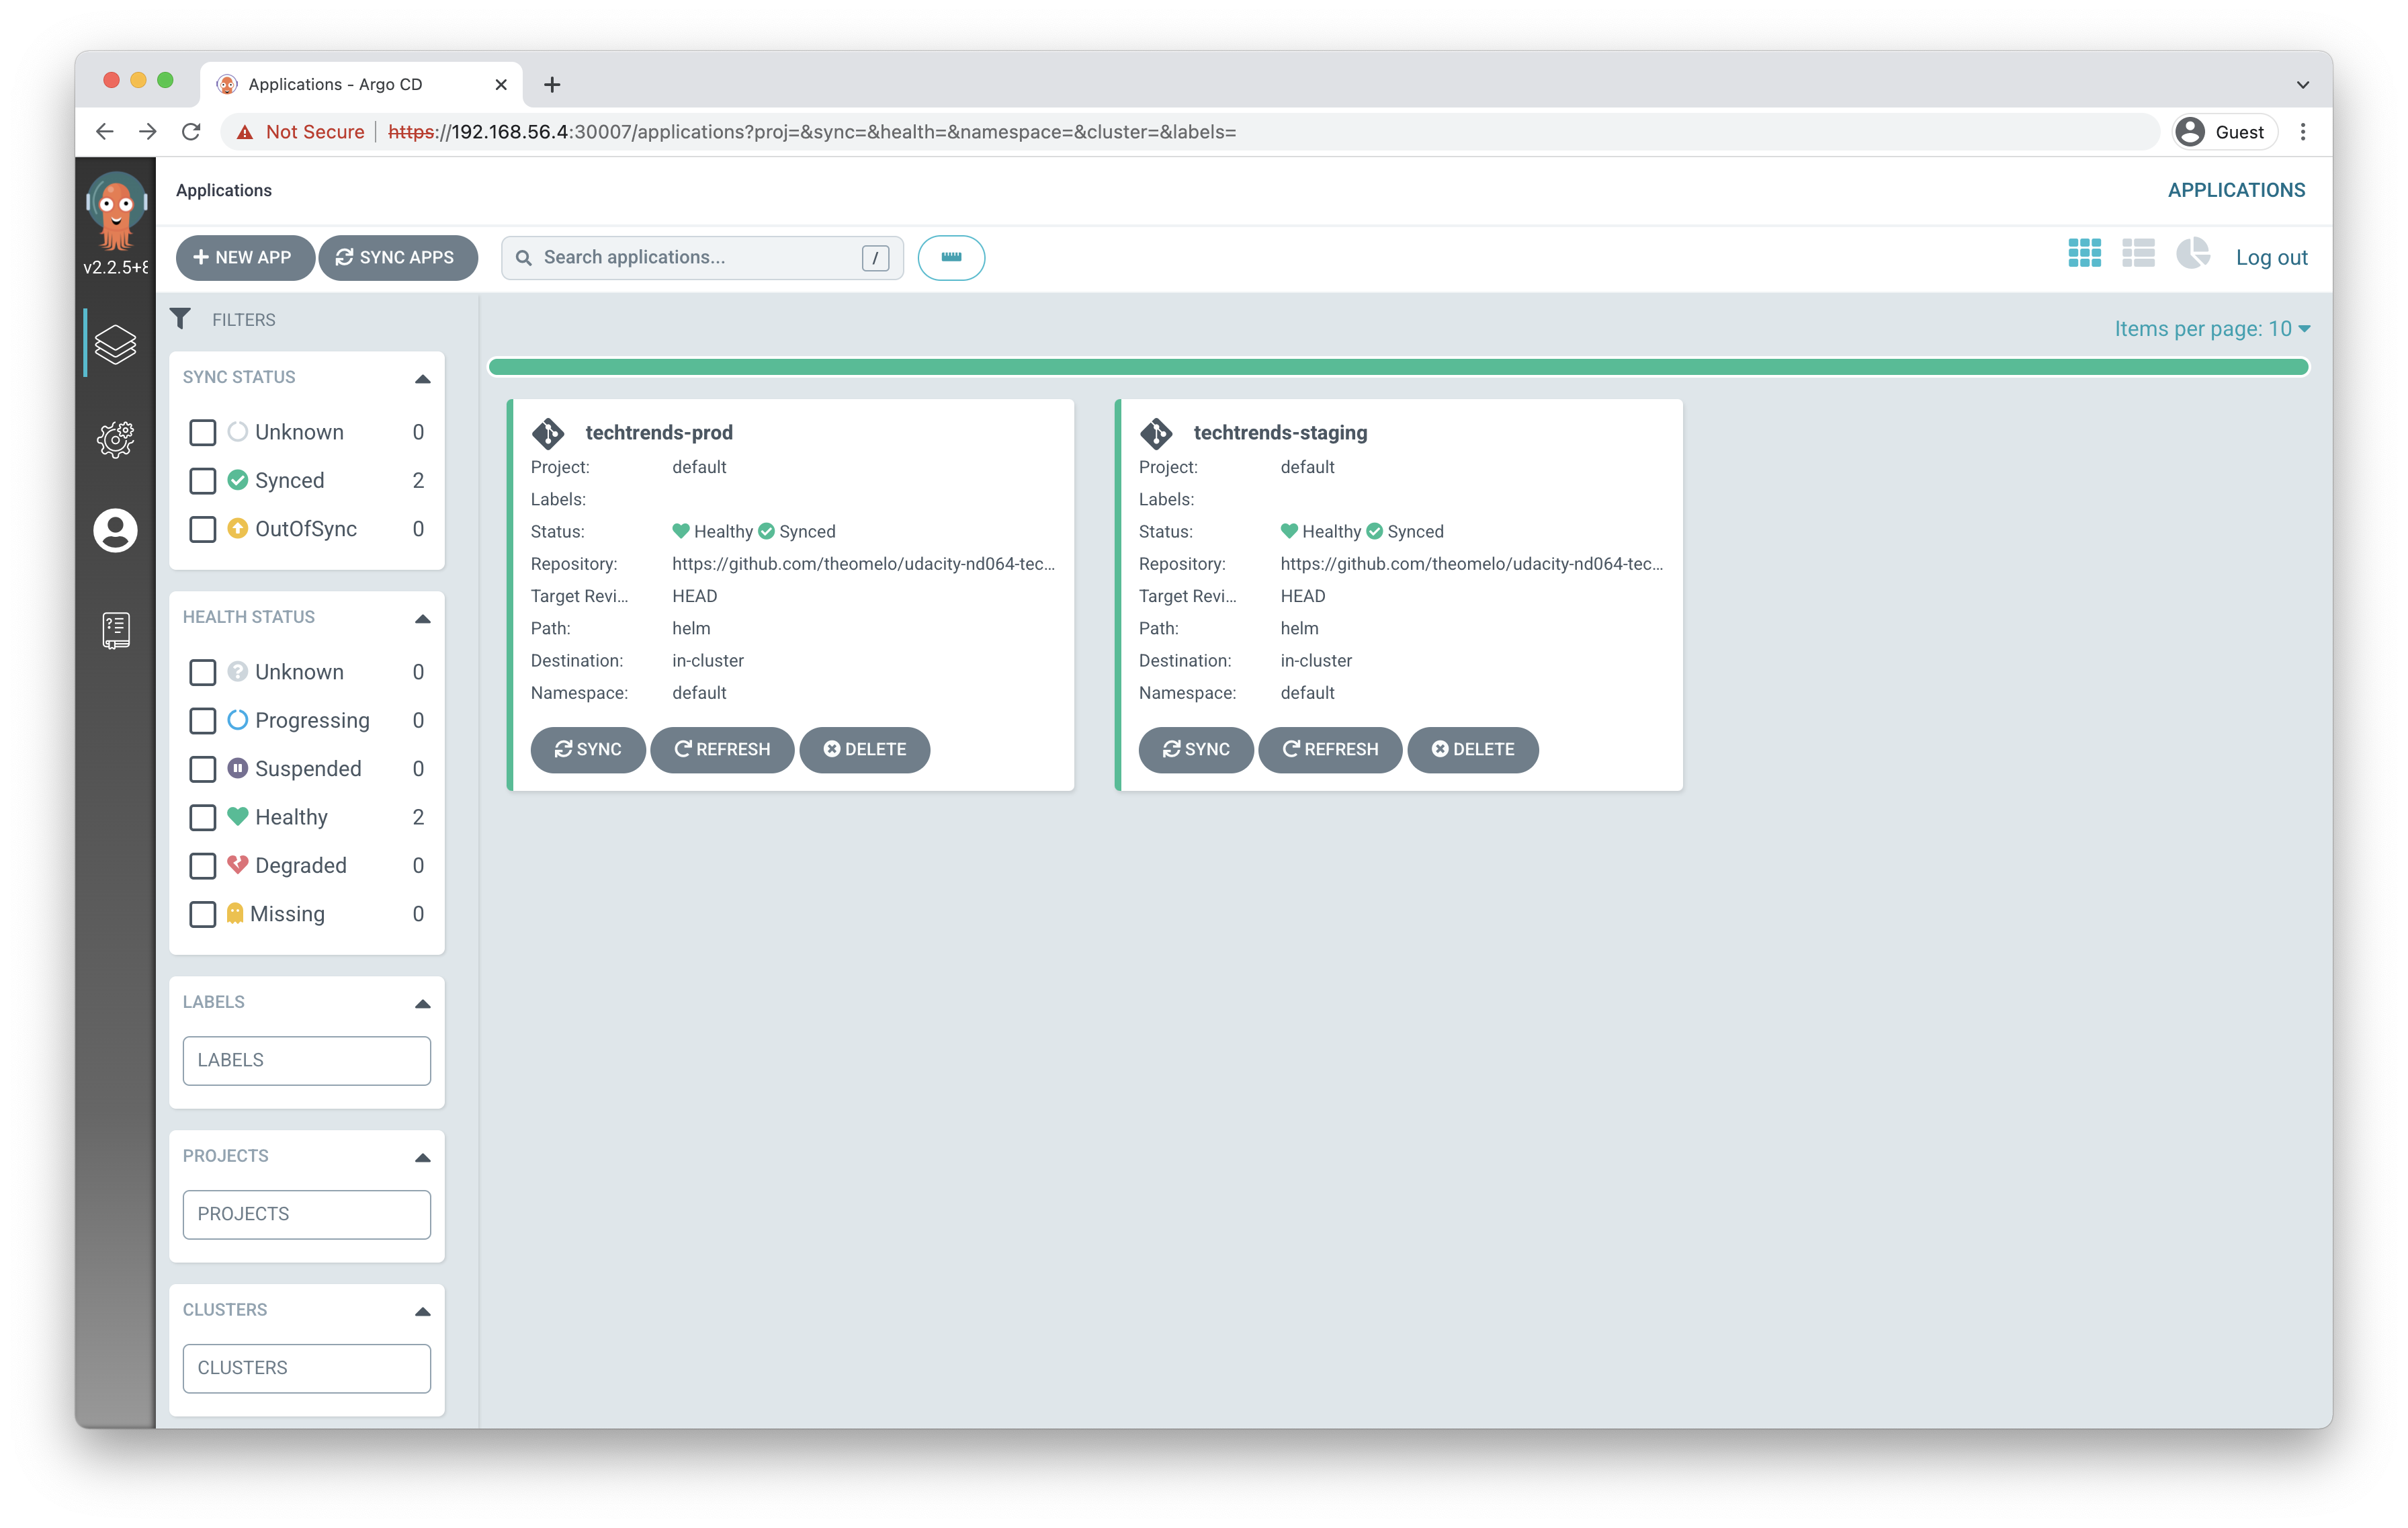 Applications - Argo CD
Not Secure https://192.168.56.4:30007/applications?proj=&sync=&health=&namespace=&cluster=&labels=
Guest
v2.2.5+8
Applications
APPLICATIONS
NEW APP
SYNC APPS
Search applications...
/
Log out
FILTERS
Items per page: 10
SYNC STATUS
Unknown 0
Synced 2
OutOfSync 0
HEALTH STATUS
Unknown 0
Progressing 0
Suspended 0
Healthy 2
Degraded 0
Missing 0
LABELS
LABELS
PROJECTS
PROJECTS
CLUSTERS
CLUSTERS
techtrends-prod
Project: default
Labels:
Status: Healthy Synced
Repository: https://github.com/theomelo/udacity-nd064-tec...
Target Revi... HEAD
Path: helm
Destination: in-cluster
Namespace: default
SYNC REFRESH DELETE
techtrends-staging
Project: default
Labels:
Status: Healthy Synced
Repository: https://github.com/theomelo/udacity-nd064-tec...
Target Revi... HEAD
Path: helm
Destination: in-cluster
Namespace: default
SYNC REFRESH DELETE